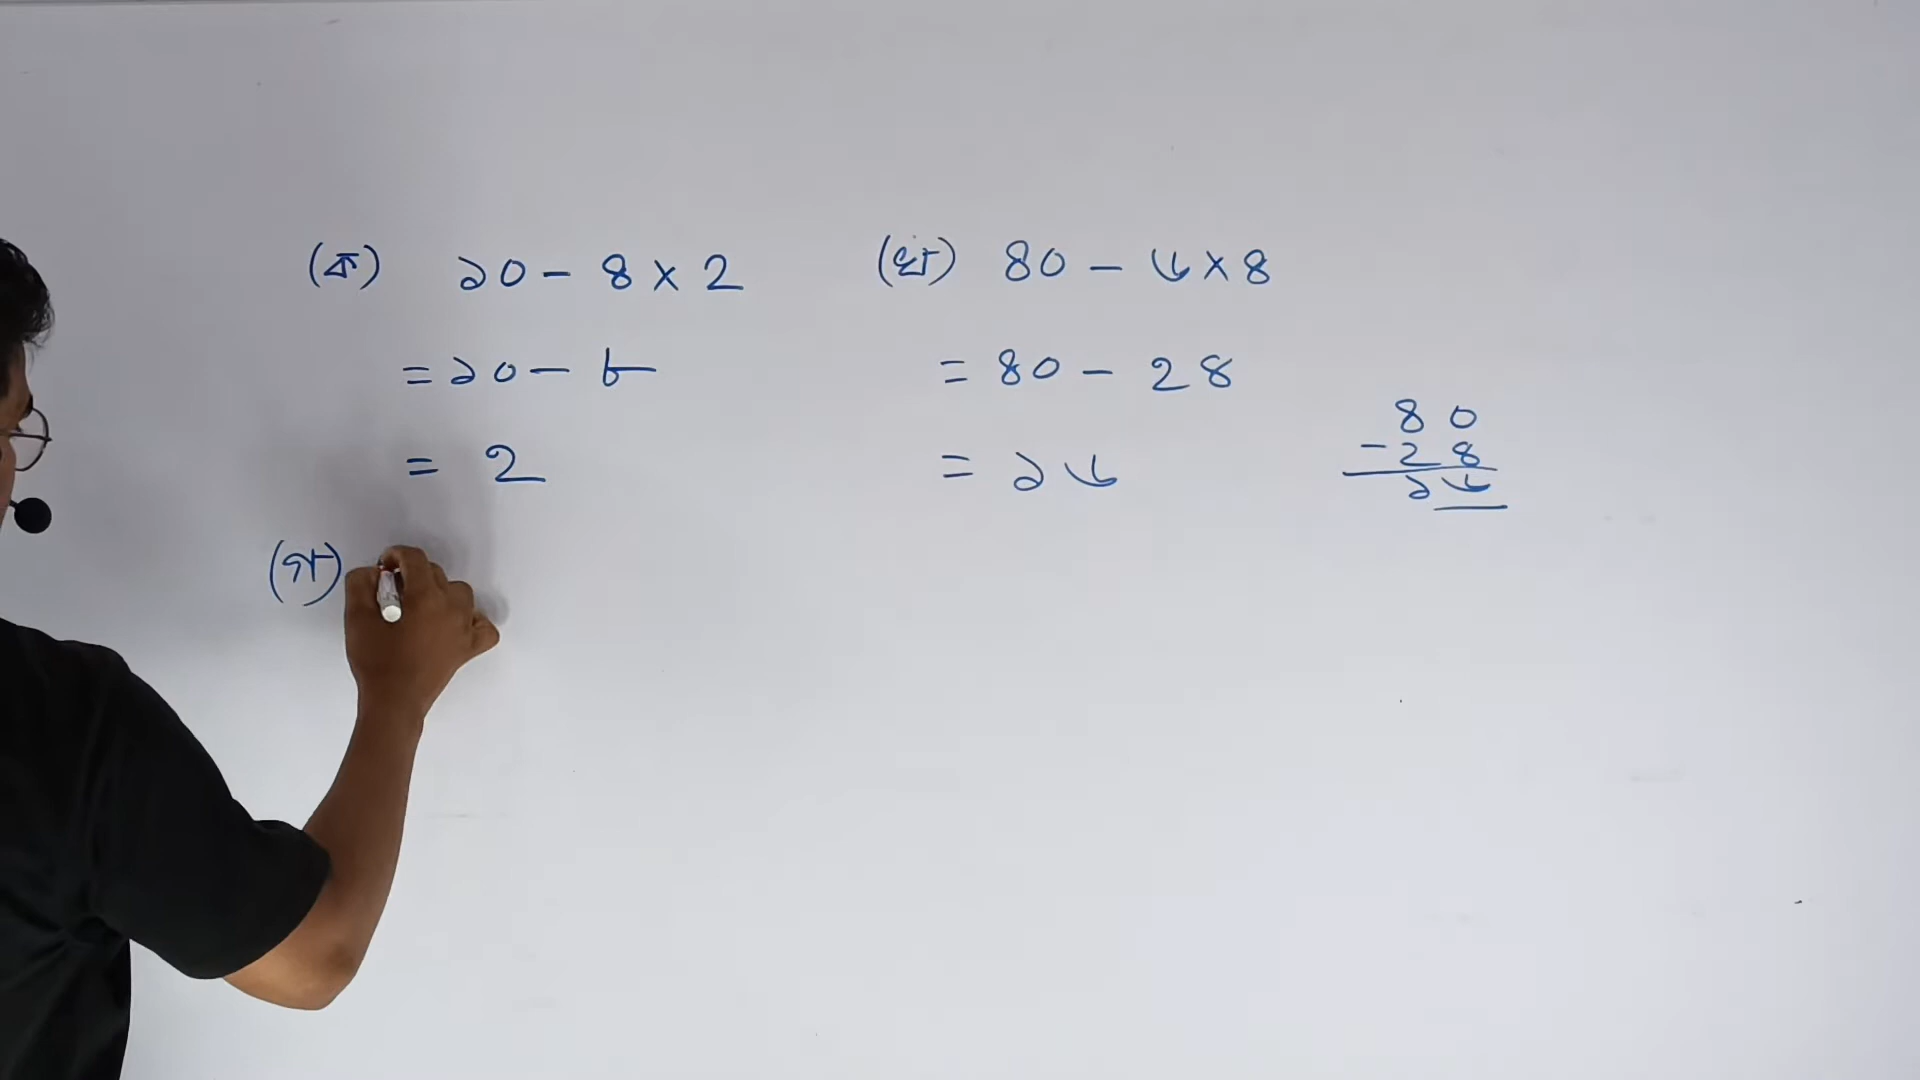 (ক) ১০ - ৪ × ২
= ১০ - ৮
= ২
(খ) ৪০ - ৬ × ৪
= ৪০ - ২৪
= ১৬
৪০
- ২৪
১৬
(গ)